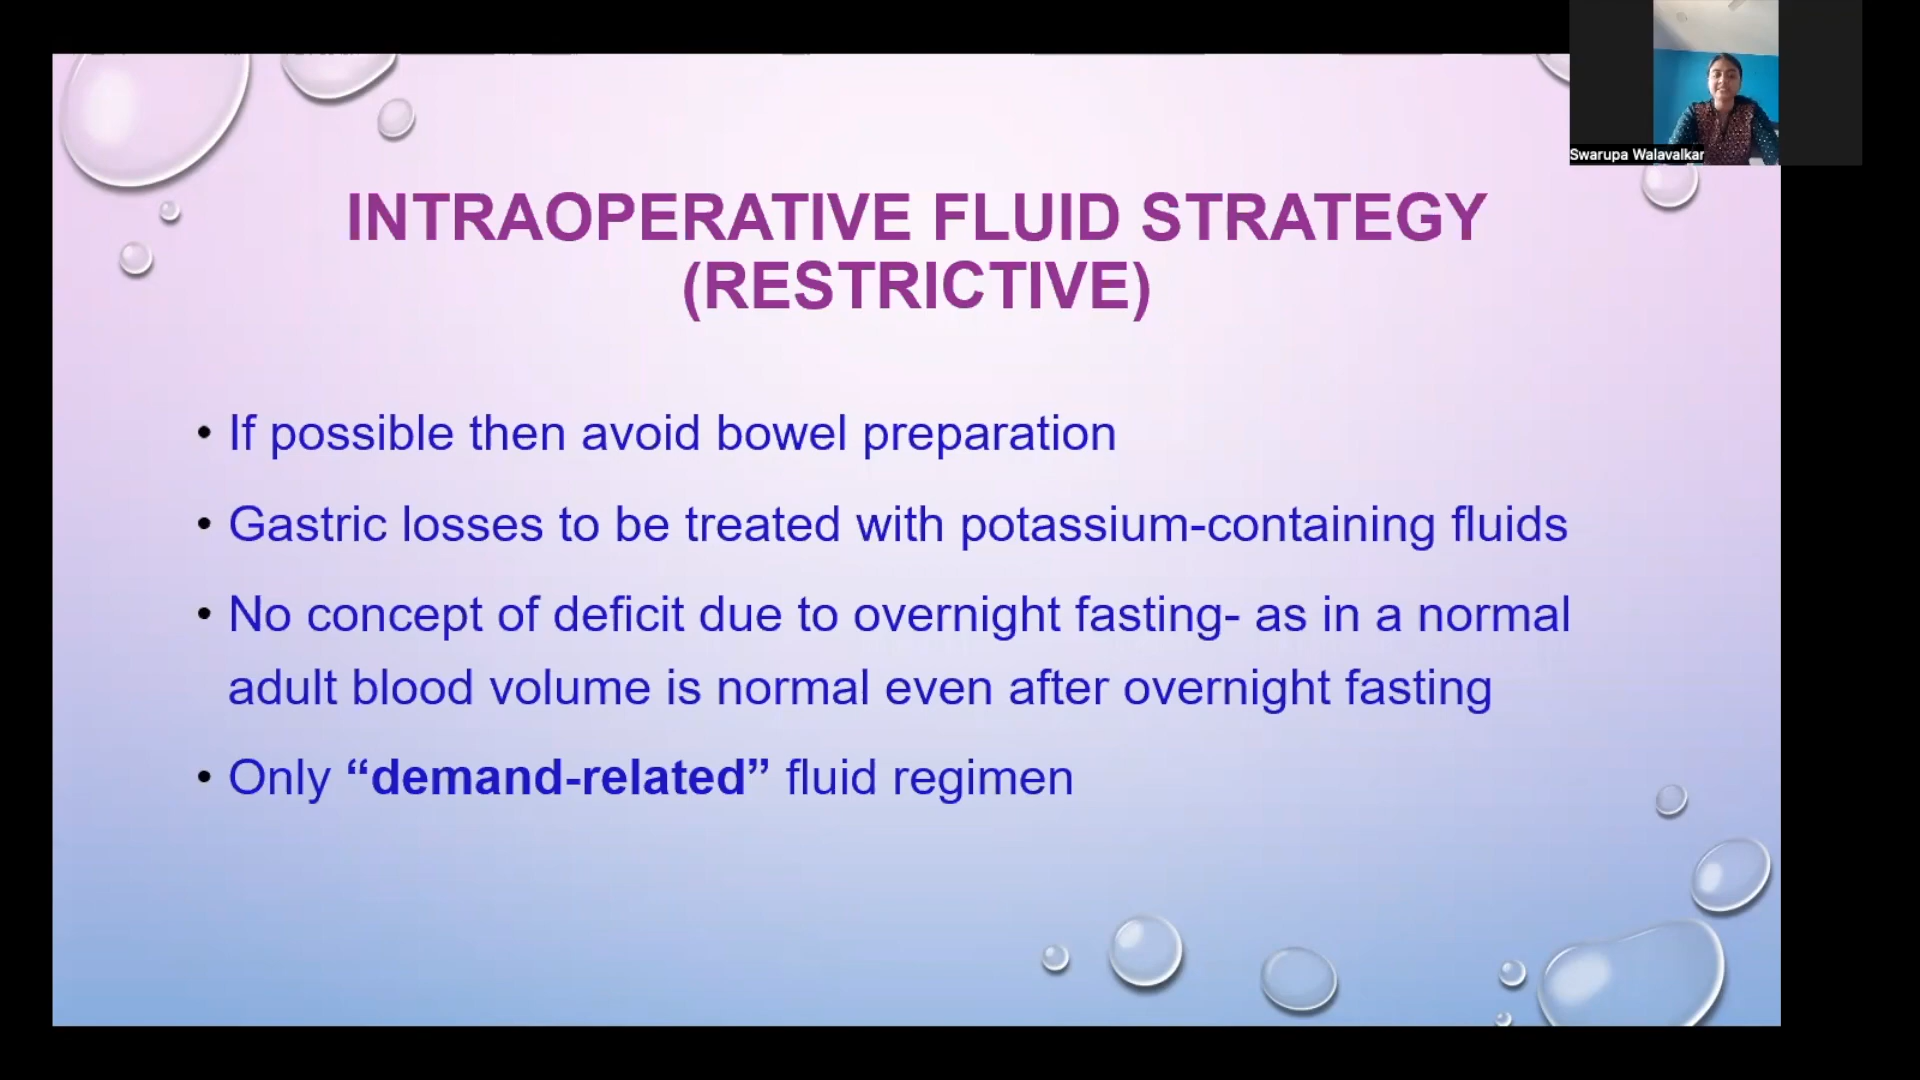 Swarupa Walavalkar
INTRAOPERATIVE FLUID STRATEGY
(RESTRICTIVE)
• If possible then avoid bowel preparation
• Gastric losses to be treated with potassium-containing fluids
• No concept of deficit due to overnight fasting- as in a normal
adult blood volume is normal even after overnight fasting
• Only “demand-related” fluid regimen